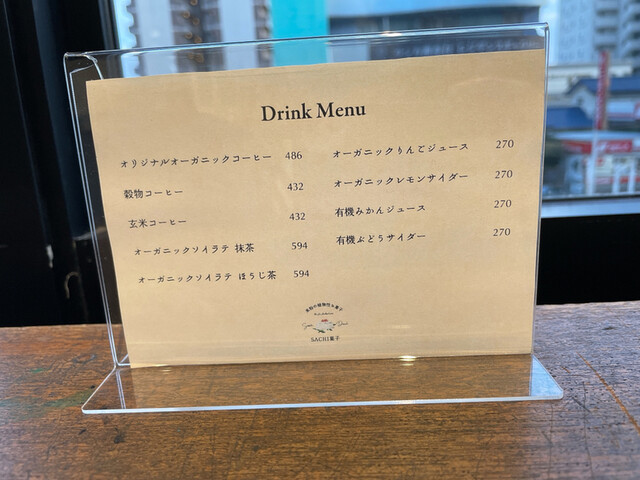 Drink Menu
オリジナルオーガニックコーヒー 486
穀物コーヒー 432
玄米コーヒー 432
オーガニックソイラテ 抹茶 594
オーガニックソイラテ ほうじ茶 594
オーガニックりんごジュース 270
オーガニックレモンサイダー 270
有機みかんジュース 270
有機ぶどうサイダー 270
SACHI菓子